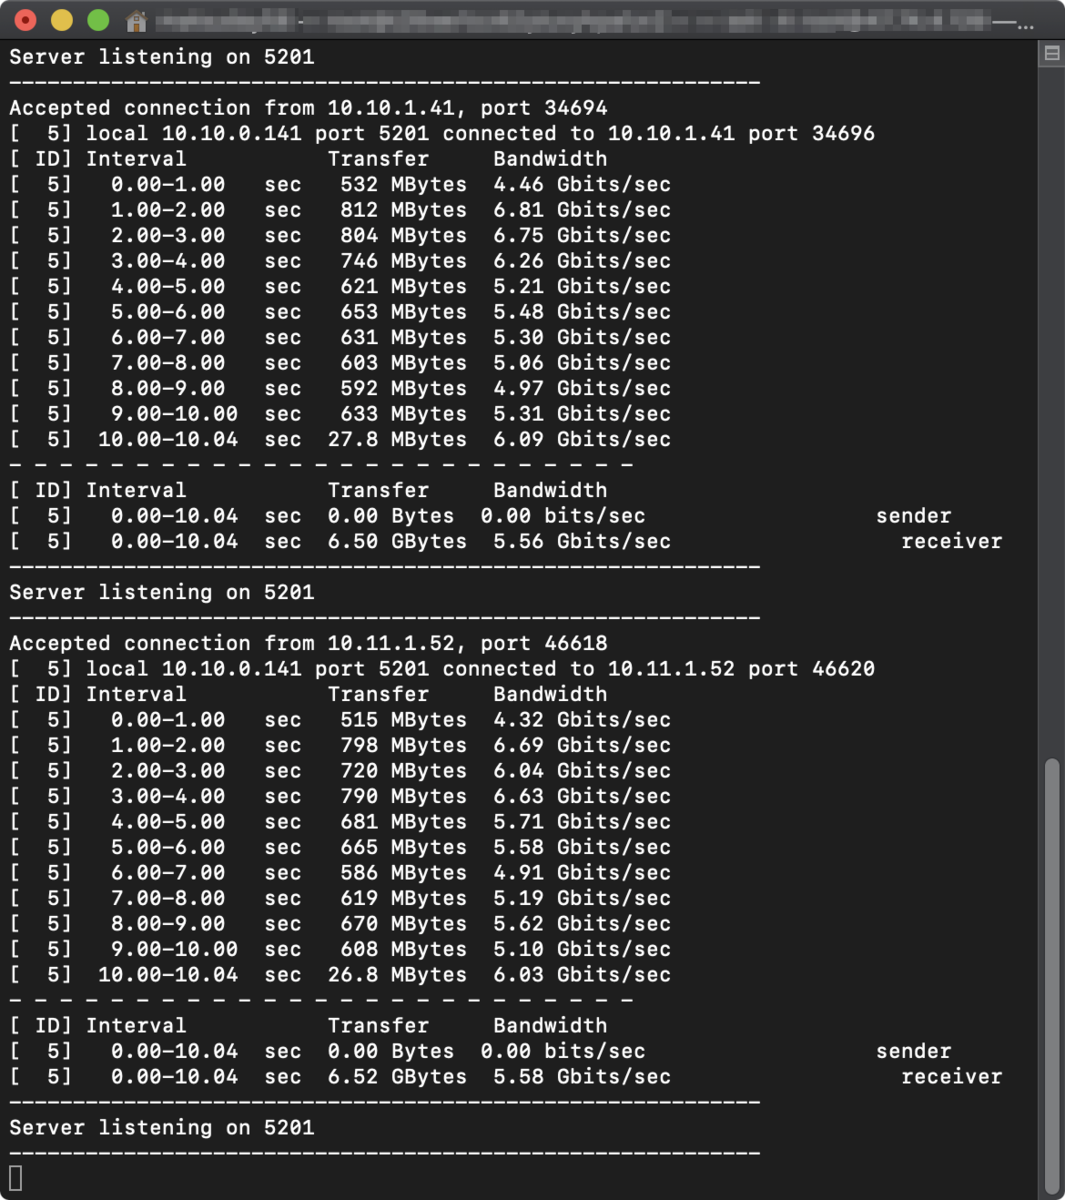 Server listening on 5201
-----------------------------------------------------------
Accepted connection from 10.10.1.41, port 34694
[  5] local 10.10.0.141 port 5201 connected to 10.10.1.41 port 34696
[ ID] Interval           Transfer     Bandwidth
[  5]   0.00-1.00   sec   532 MBytes  4.46 Gbits/sec
[  5]   1.00-2.00   sec   812 MBytes  6.81 Gbits/sec
[  5]   2.00-3.00   sec   804 MBytes  6.75 Gbits/sec
[  5]   3.00-4.00   sec   746 MBytes  6.26 Gbits/sec
[  5]   4.00-5.00   sec   621 MBytes  5.21 Gbits/sec
[  5]   5.00-6.00   sec   653 MBytes  5.48 Gbits/sec
[  5]   6.00-7.00   sec   631 MBytes  5.30 Gbits/sec
[  5]   7.00-8.00   sec   603 MBytes  5.06 Gbits/sec
[  5]   8.00-9.00   sec   592 MBytes  4.97 Gbits/sec
[  5]   9.00-10.00  sec   633 MBytes  5.31 Gbits/sec
[  5]  10.00-10.04  sec  27.8 MBytes  6.09 Gbits/sec
- - - - - - - - - - - - - - - - - - - - - - - - -
[ ID] Interval           Transfer     Bandwidth
[  5]   0.00-10.04  sec  0.00 Bytes  0.00 bits/sec                  sender
[  5]   0.00-10.04  sec  6.50 GBytes  5.56 Gbits/sec                  receiver
-----------------------------------------------------------
Server listening on 5201
-----------------------------------------------------------
Accepted connection from 10.11.1.52, port 46618
[  5] local 10.10.0.141 port 5201 connected to 10.11.1.52 port 46620
[ ID] Interval           Transfer     Bandwidth
[  5]   0.00-1.00   sec   515 MBytes  4.32 Gbits/sec
[  5]   1.00-2.00   sec   798 MBytes  6.69 Gbits/sec
[  5]   2.00-3.00   sec   720 MBytes  6.04 Gbits/sec
[  5]   3.00-4.00   sec   790 MBytes  6.63 Gbits/sec
[  5]   4.00-5.00   sec   681 MBytes  5.71 Gbits/sec
[  5]   5.00-6.00   sec   665 MBytes  5.58 Gbits/sec
[  5]   6.00-7.00   sec   586 MBytes  4.91 Gbits/sec
[  5]   7.00-8.00   sec   619 MBytes  5.19 Gbits/sec
[  5]   8.00-9.00   sec   670 MBytes  5.62 Gbits/sec
[  5]   9.00-10.00  sec   608 MBytes  5.10 Gbits/sec
[  5]  10.00-10.04  sec  26.8 MBytes  6.03 Gbits/sec
- - - - - - - - - - - - - - - - - - - - - - - - -
[ ID] Interval           Transfer     Bandwidth
[  5]   0.00-10.04  sec  0.00 Bytes  0.00 bits/sec                  sender
[  5]   0.00-10.04  sec  6.52 GBytes  5.58 Gbits/sec                  receiver
-----------------------------------------------------------
Server listening on 5201
-----------------------------------------------------------